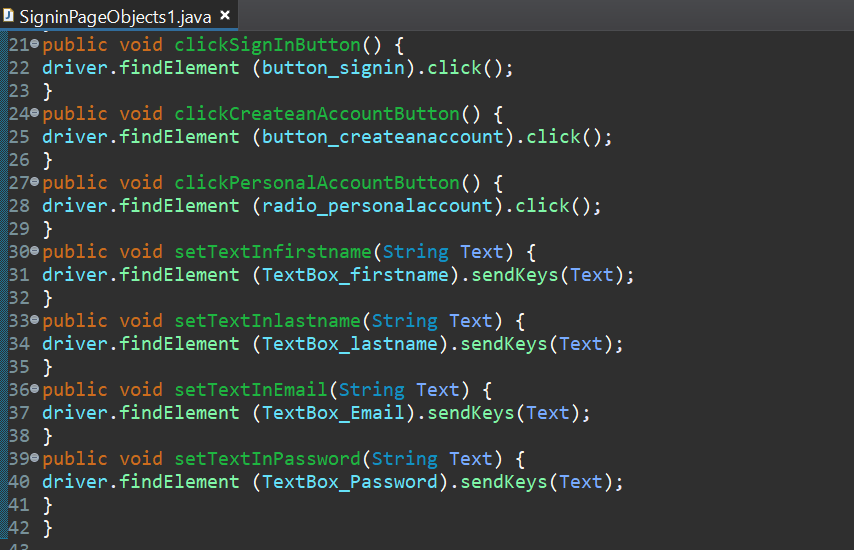 SigninPageObjects1.java
21 public void clickSignInButton() {
22 driver.findElement (button_signin).click();
23 }
24 public void clickCreateanAccountButton() {
25 driver.findElement (button_createanaccount).click();
26 }
27 public void clickPersonalAccountButton() {
28 driver.findElement (radio_personalaccount).click();
29 }
30 public void setTextInfirstname(String Text) {
31 driver.findElement (TextBox_firstname).sendKeys(Text);
32 }
33 public void setTextInlastname(String Text) {
34 driver.findElement (TextBox_lastname).sendKeys(Text);
35 }
36 public void setTextInEmail(String Text) {
37 driver.findElement (TextBox_Email).sendKeys(Text);
38 }
39 public void setTextInPassword(String Text) {
40 driver.findElement (TextBox_Password).sendKeys(Text);
41 }
42 }
43